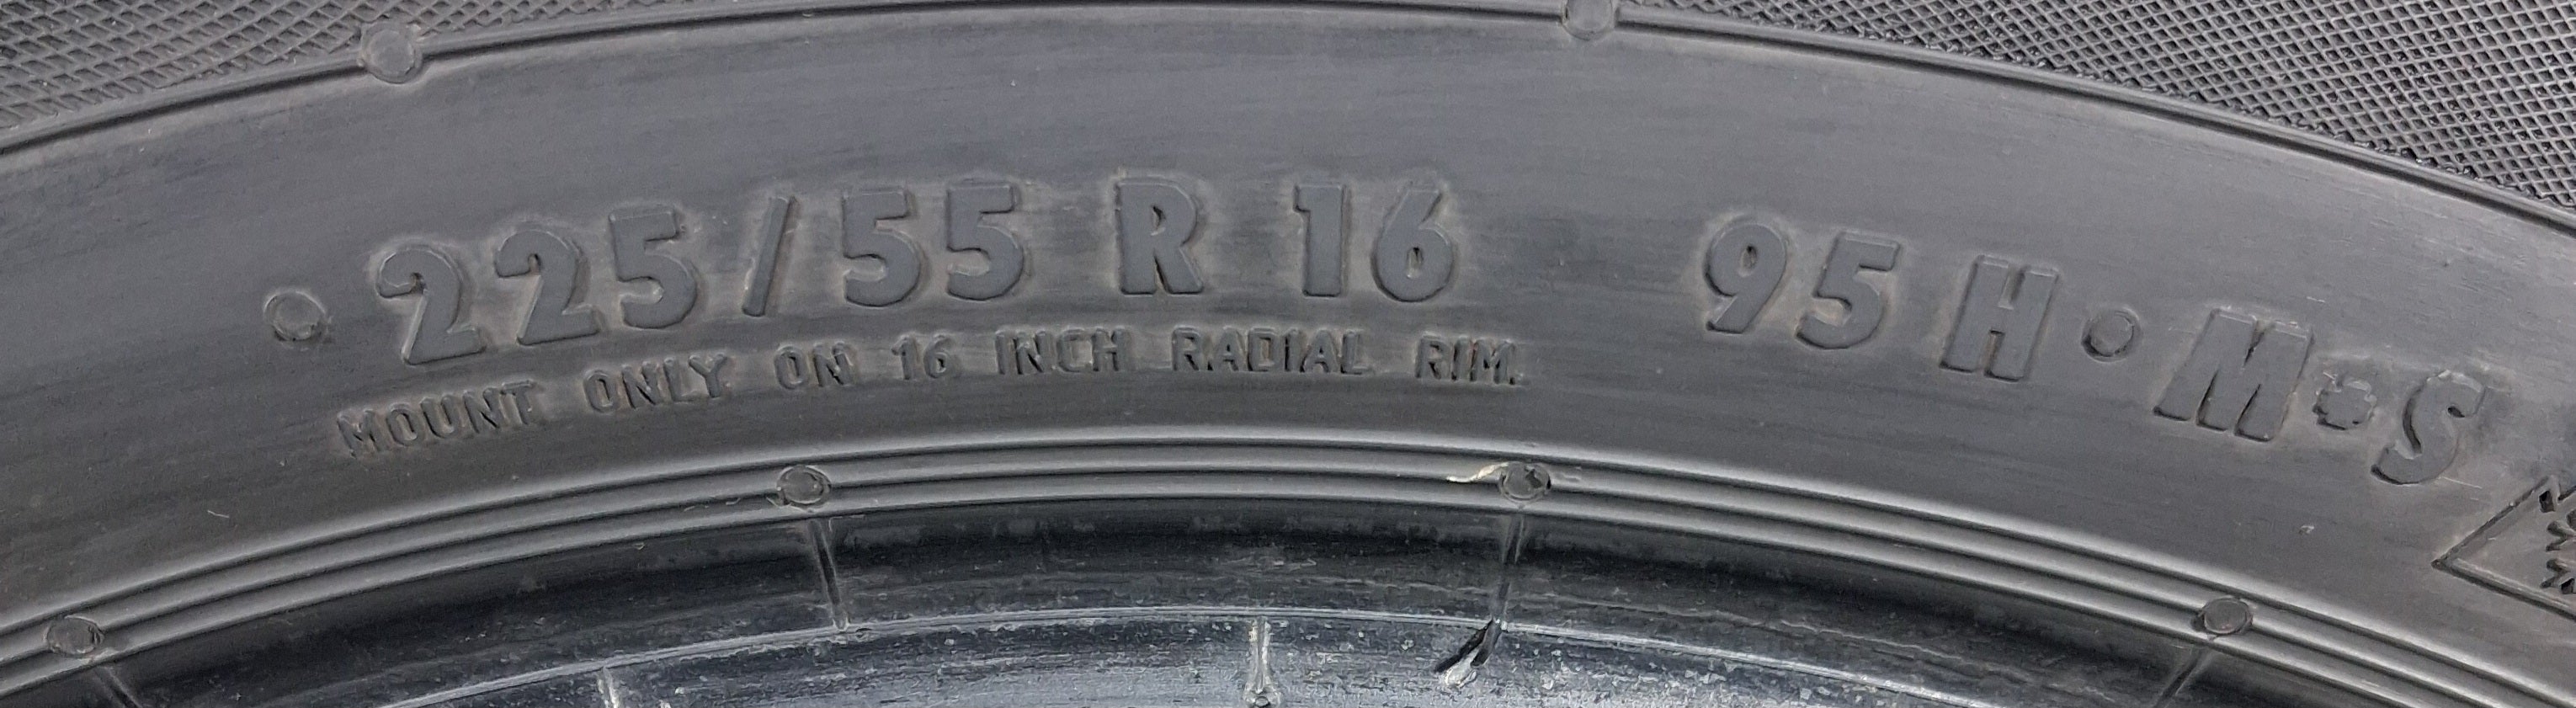 • 225/55 R 16 95 H • M+S
MOUNT ONLY ON 16 INCH RADIAL RIM.